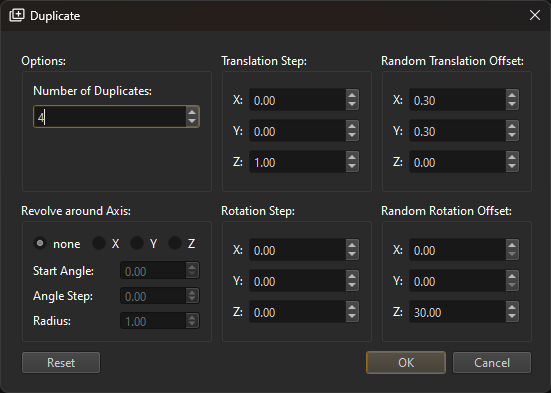 Duplicate
Options:
Number of Duplicates:
4
Translation Step:
X: 0.00
Y: 0.00
Z: 1.00
Random Translation Offset:
X: 0.30
Y: 0.30
Z: 0.00
Revolve around Axis:
none X Y Z
Start Angle: 0.00
Angle Step: 0.00
Radius: 1.00
Rotation Step:
X: 0.00
Y: 0.00
Z: 0.00
Random Rotation Offset:
X: 0.00
Y: 0.00
Z: 30.00
Reset
OK
Cancel